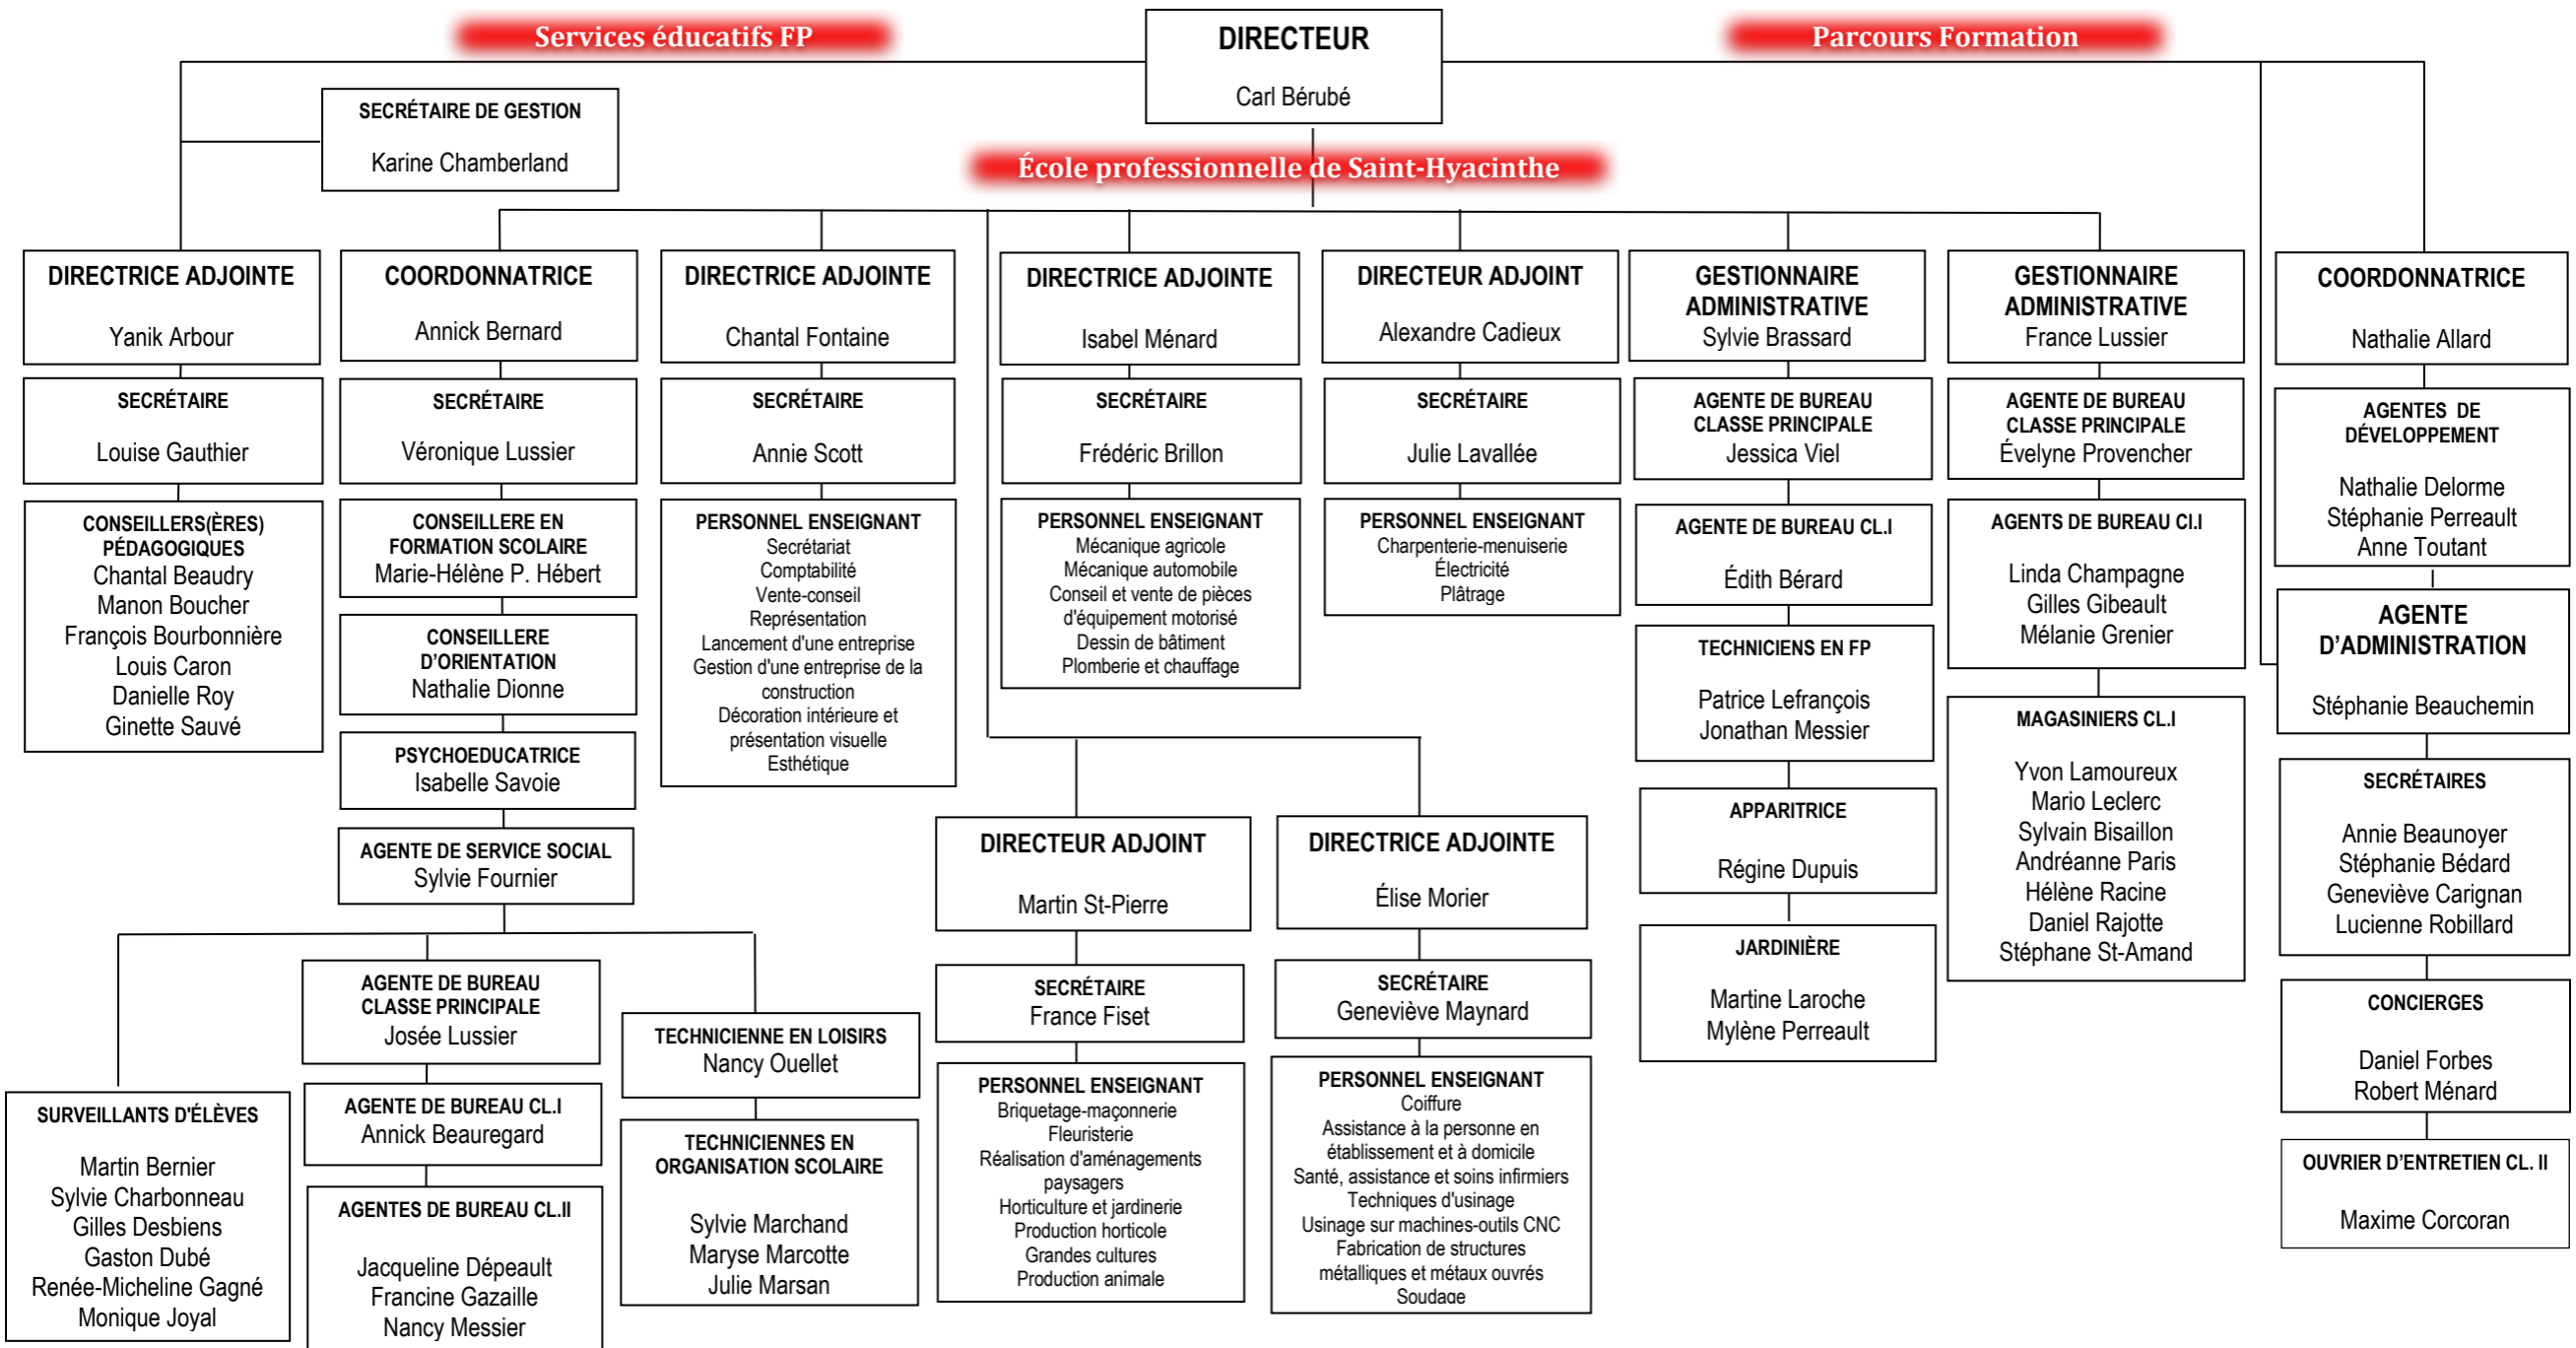 Services éducatifs FP
DIRECTEUR
Carl Bérubé
Parcours Formation
SECRÉTAIRE DE GESTION
Karine Chamberland
École professionnelle de Saint-Hyacinthe
DIRECTRICE ADJOINTE
Yanik Arbour
SECRÉTAIRE
Louise Gauthier
CONSEILLERS(ÈRES)
PÉDAGOGIQUES
Chantal Beaudry
Manon Boucher
François Bourbonnière
Louis Caron
Danielle Roy
Ginette Sauvé
COORDONNATRICE
Annick Bernard
SECRÉTAIRE
Véronique Lussier
CONSEILLERE EN
FORMATION SCOLAIRE
Marie-Hélène P. Hébert
CONSEILLERE
D'ORIENTATION
Nathalie Dionne
PSYCHOEDUCATRICE
Isabelle Savoie
AGENTE DE SERVICE SOCIAL
Sylvie Fournier
SURVEILLANTS D'ÉLÈVES
Martin Bernier
Sylvie Charbonneau
Gilles Desbiens
Gaston Dubé
Renée-Micheline Gagné
Monique Joyal
AGENTE DE BUREAU
CLASSE PRINCIPALE
Josée Lussier
AGENTE DE BUREAU CL.I
Annick Beauregard
AGENTES DE BUREAU CL.II
Jacqueline Dépeault
Francine Gazaille
Nancy Messier
TECHNICIENNE EN LOISIRS
Nancy Ouellet
TECHNICIENNES EN
ORGANISATION SCOLAIRE
Sylvie Marchand
Maryse Marcotte
Julie Marsan
DIRECTRICE ADJOINTE
Chantal Fontaine
SECRÉTAIRE
Annie Scott
PERSONNEL ENSEIGNANT
Secrétariat
Comptabilité
Vente-conseil
Représentation
Lancement d'une entreprise
Gestion d'une entreprise de la
construction
Décoration intérieure et
présentation visuelle
Esthétique
DIRECTRICE ADJOINTE
Isabel Ménard
SECRÉTAIRE
Frédéric Brillon
PERSONNEL ENSEIGNANT
Mécanique agricole
Mécanique automobile
Conseil et vente de pièces
d'équipement motorisé
Dessin de bâtiment
Plomberie et chauffage
DIRECTEUR ADJOINT
Alexandre Cadieux
SECRÉTAIRE
Julie Lavallée
PERSONNEL ENSEIGNANT
Charpenterie-menuiserie
Électricité
Plâtrage
DIRECTEUR ADJOINT
Martin St-Pierre
SECRÉTAIRE
France Fiset
PERSONNEL ENSEIGNANT
Briquetage-maçonnerie
Fleuristerie
Réalisation d'aménagements
paysagers
Horticulture et jardinerie
Production horticole
Grandes cultures
Production animale
DIRECTRICE ADJOINTE
Élise Morier
SECRÉTAIRE
Geneviève Maynard
PERSONNEL ENSEIGNANT
Coiffure
Assistance à la personne en
établissement et à domicile
Santé, assistance et soins infirmiers
Techniques d'usinage
Usinage sur machines-outils CNC
Fabrication de structures
métalliques et métaux ouvrés
Soudage
GESTIONNAIRE
ADMINISTRATIVE
Sylvie Brassard
AGENTE DE BUREAU
CLASSE PRINCIPALE
Jessica Viel
AGENTE DE BUREAU CL.I
Édith Bérard
TECHNICIENS EN FP
Patrice Lefrançois
Jonathan Messier
APPARITRICE
Régine Dupuis
JARDINIÈRE
Martine Laroche
Mylène Perreault
GESTIONNAIRE
ADMINISTRATIVE
France Lussier
AGENTE DE BUREAU
CLASSE PRINCIPALE
Évelyne Provencher
AGENTS DE BUREAU Cl.I
Linda Champagne
Gilles Gibeault
Mélanie Grenier
MAGASINIERS CL.I
Yvon Lamoureux
Mario Leclerc
Sylvain Bisaillon
Andréanne Paris
Hélène Racine
Daniel Rajotte
Stéphane St-Amand
COORDONNATRICE
Nathalie Allard
AGENTES DE
DÉVELOPPEMENT
Nathalie Delorme
Stéphanie Perreault
Anne Toutant
AGENTE
D’ADMINISTRATION
Stéphanie Beauchemin
SECRÉTAIRES
Annie Beaunoyer
Stéphanie Bédard
Geneviève Carignan
Lucienne Robillard
CONCIERGES
Daniel Forbes
Robert Ménard
OUVRIER D’ENTRETIEN CL. II
Maxime Corcoran